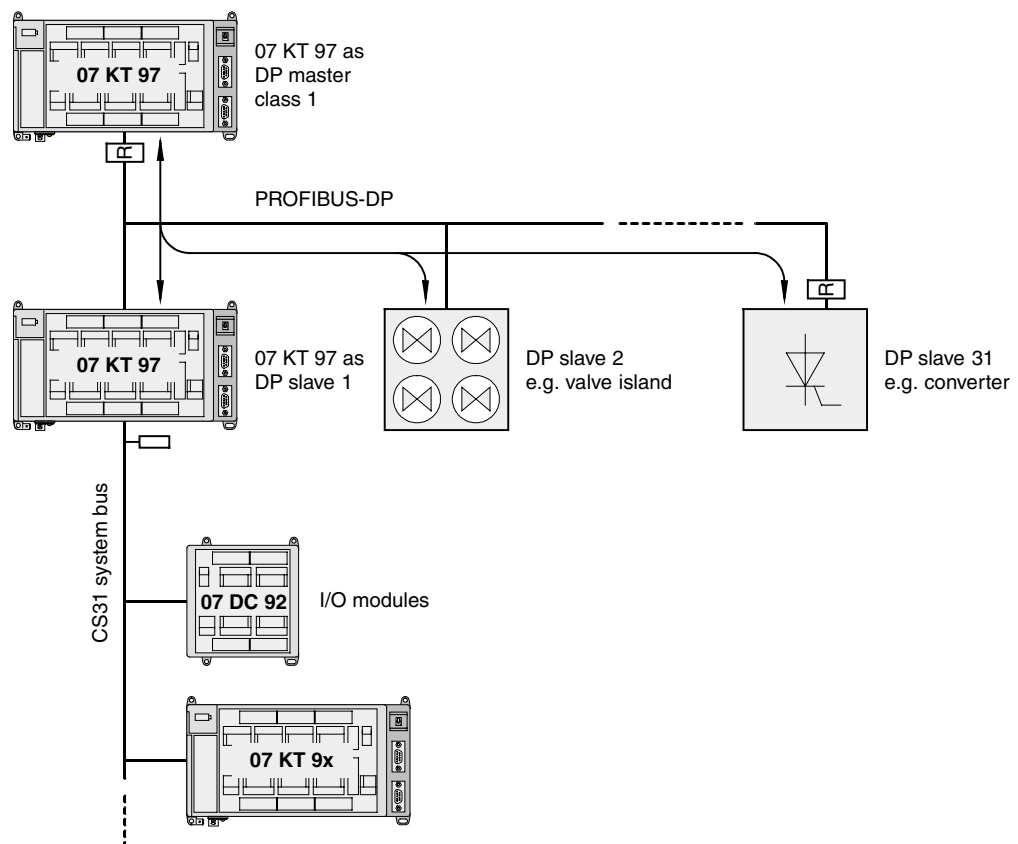 07 KT 97
07 KT 97 as
DP master
class 1
R
PROFIBUS-DP
R
07 KT 97
07 KT 97 as
DP slave 1
DP slave 2
e.g. valve island
DP slave 31
e.g. converter
CS31 system bus
07 DC 92
I/O modules
07 KT 9x